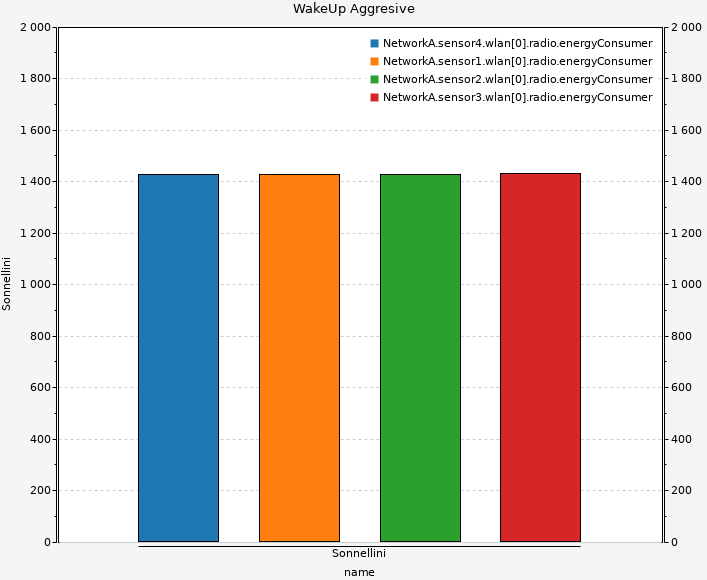 WakeUp Aggresive
2 000
1 800
1 600
1 400
1 200
1 000
800
600
400
200
0
Sonnellini
NetworkA.sensor4.wlan[0].radio.energyConsumer
NetworkA.sensor1.wlan[0].radio.energyConsumer
NetworkA.sensor2.wlan[0].radio.energyConsumer
NetworkA.sensor3.wlan[0].radio.energyConsumer
2 000
1 800
1 600
1 400
1 200
1 000
800
600
400
200
0
Sonnellini
name